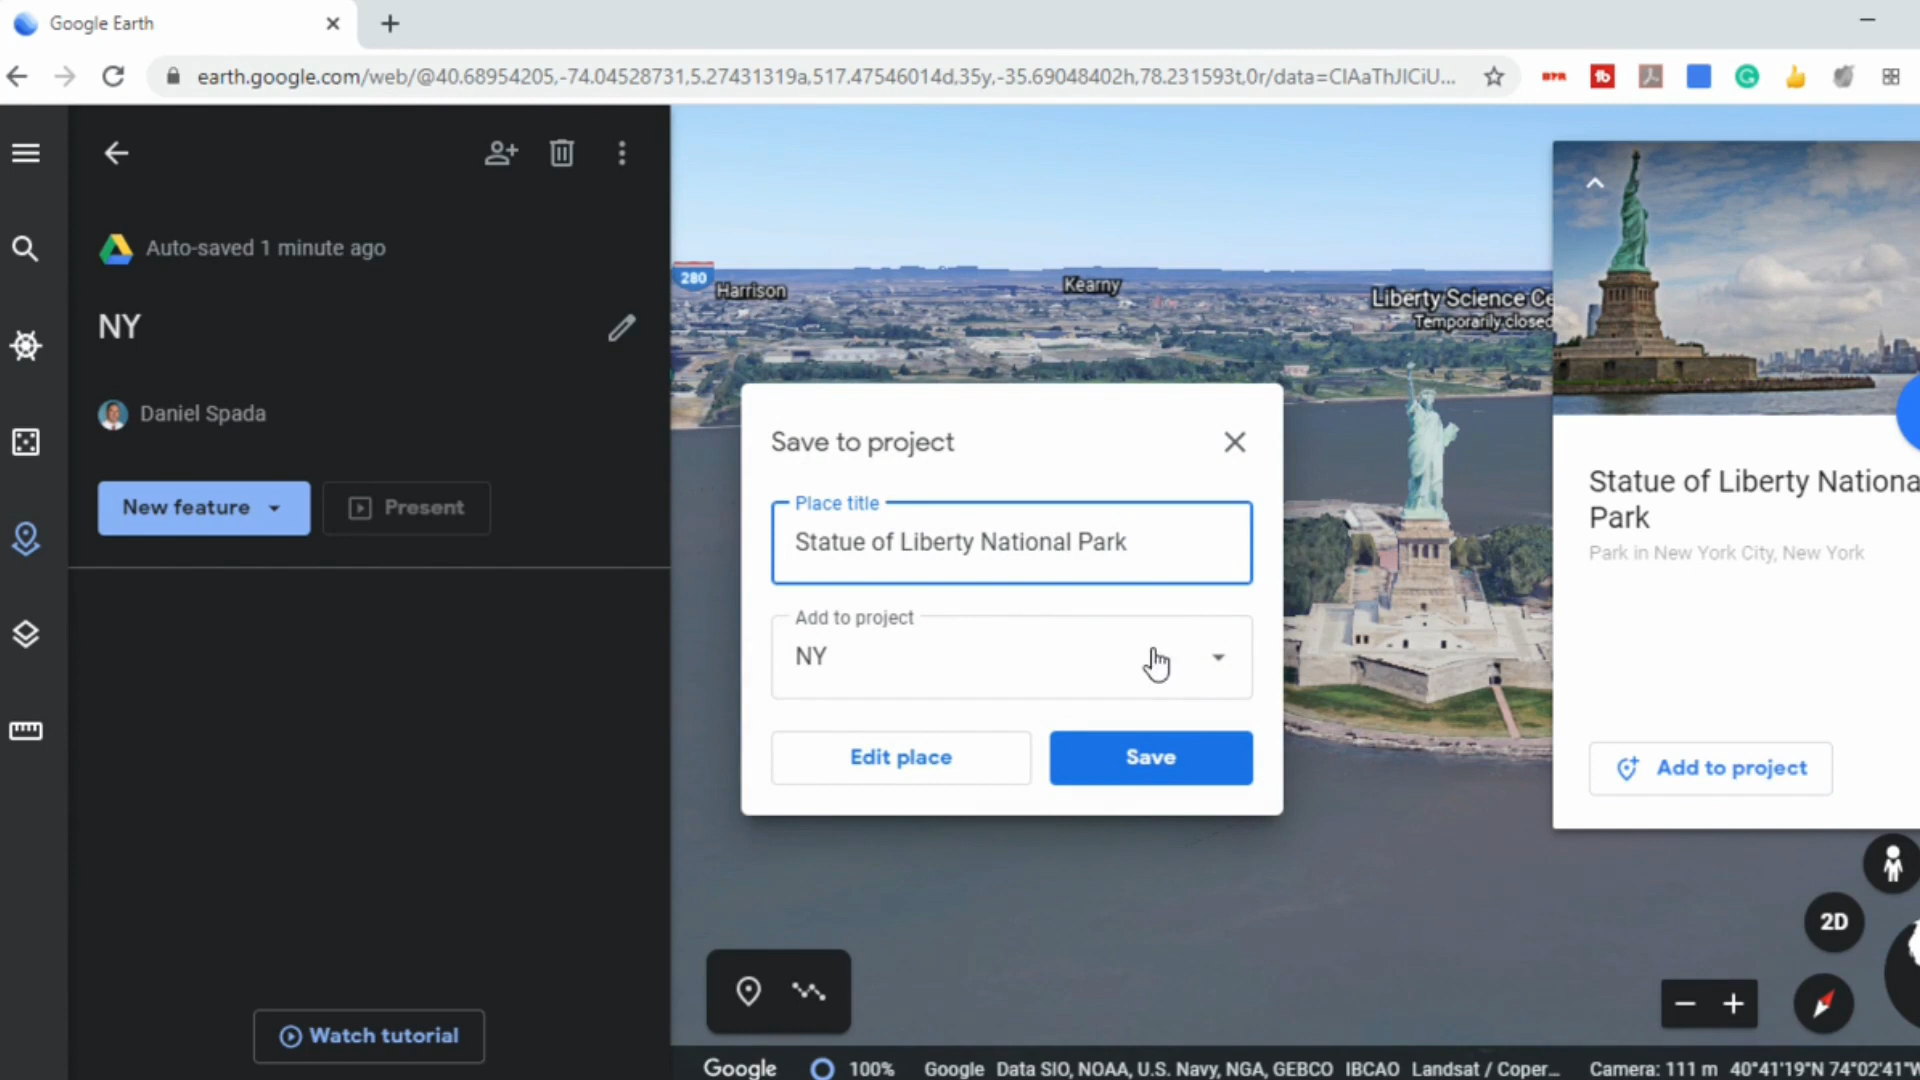 Google Earth
earth.google.com/web/@40.68954205,-74.04528731,5.27431319a,517.47546014d,35y,-35.69048402h,78.231593t,0r/data=CIAaThJICiU...
Auto-saved 1 minute ago
NY
Daniel Spada
New feature
Present
Watch tutorial
280
Harrison
Kearny
Liberty Science Ce
Temporarily closed
Save to project
Place title
Statue of Liberty National Park
Add to project
NY
Edit place
Save
Statue of Liberty Nationa
Park
Park in New York City, New York
Add to project
2D
Google 100% Google Data SIO, NOAA, U.S. Navy, NGA, GEBCO IBCAO Landsat / Coper... Camera: 111 m 40°41'19"N 74°02'41"W